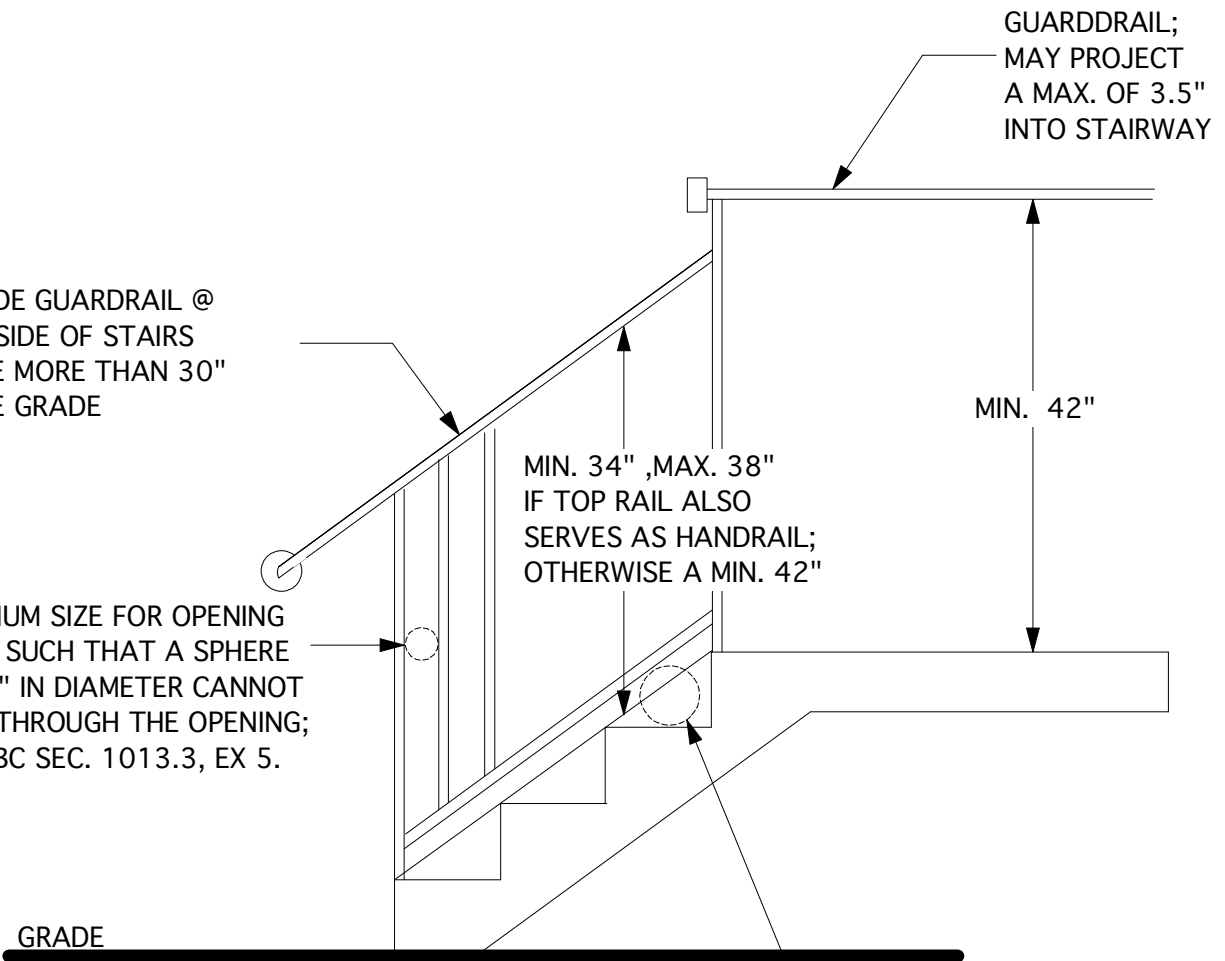 GUARDDRAIL;
MAY PROJECT
A MAX. OF 3.5"
INTO STAIRWAY
DE GUARDRAIL @
SIDE OF STAIRS
E MORE THAN 30"
E GRADE
MIN. 42"
MIN. 34" ,MAX. 38"
IF TOP RAIL ALSO
SERVES AS HANDRAIL;
OTHERWISE A MIN. 42"
UM SIZE FOR OPENING
SUCH THAT A SPHERE
" IN DIAMETER CANNOT
THROUGH THE OPENING;
BC SEC. 1013.3, EX 5.
GRADE